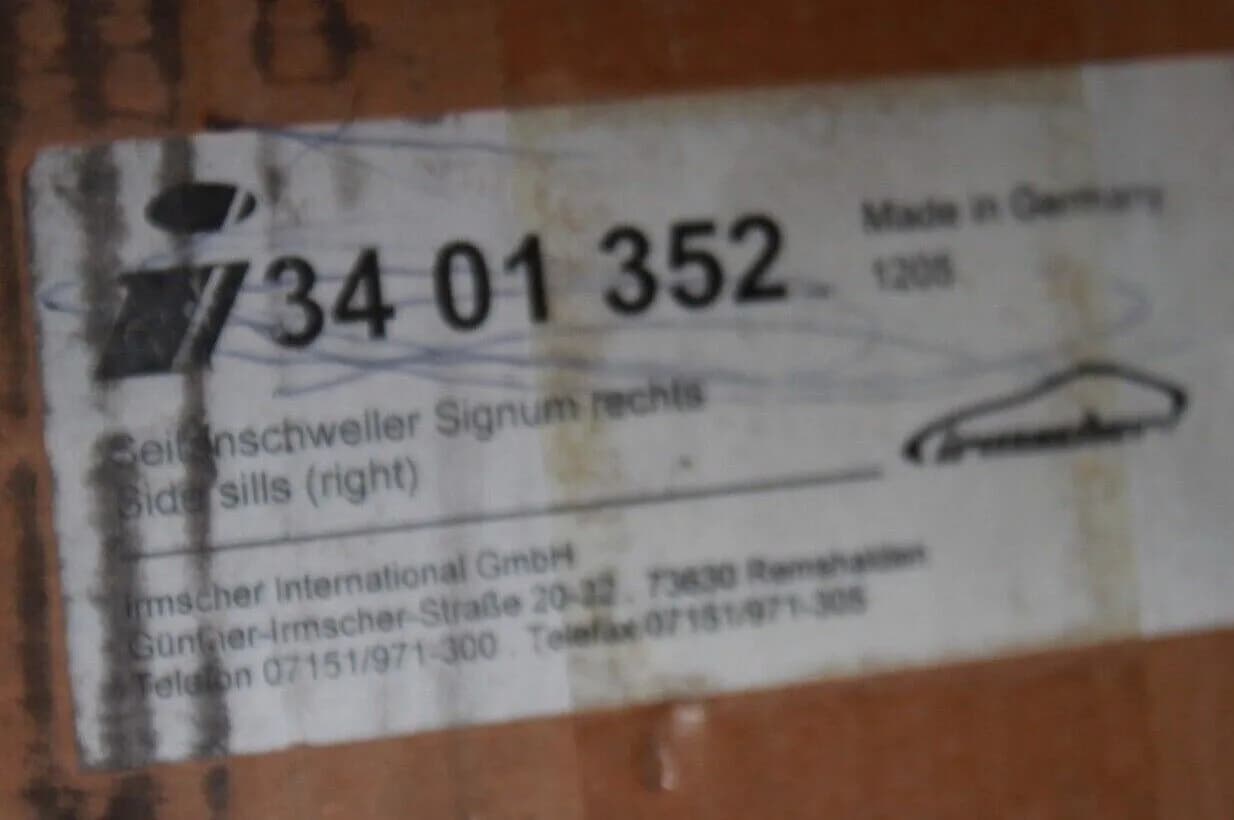 34 01 352
Made in Germany
1205
Seitenschweller Signum rechts
Side sills (right)
irmscher
Irmscher International GmbH
Günther-Irmscher-Straße 20-22 . 73630 Remshalden
Telefon 07151/971-300 . Telefax 07151/971-305